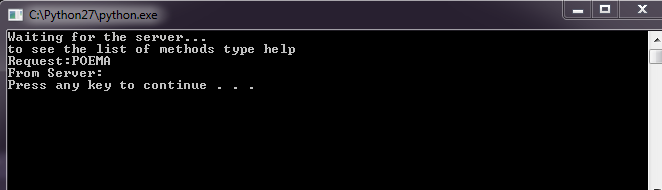 C:\Python27\python.exe
Waiting for the server...
to see the list of methods type help
Request:POEMA
From Server:
Press any key to continue . . .